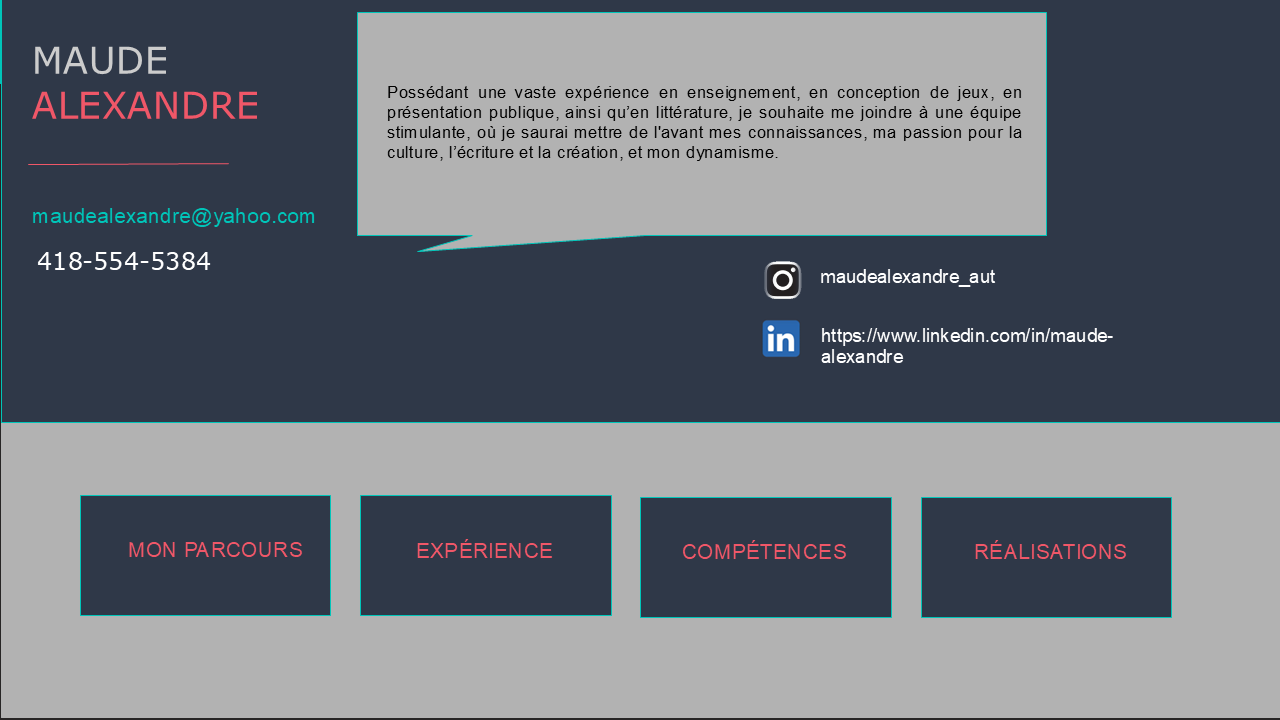 MAUDE
ALEXANDRE
maudealexandre@yahoo.com
418-554-5384
Possédant une vaste expérience en enseignement, en conception de jeux, en
présentation publique, ainsi qu’en littérature, je souhaite me joindre à une équipe
stimulante, où je saurai mettre de l'avant mes connaissances, ma passion pour la
culture, l’écriture et la création, et mon dynamisme.
maudealexandre_aut
in
https://www.linkedin.com/in/maude-
alexandre
MON PARCOURS
EXPÉRIENCE
COMPÉTENCES
RÉALISATIONS